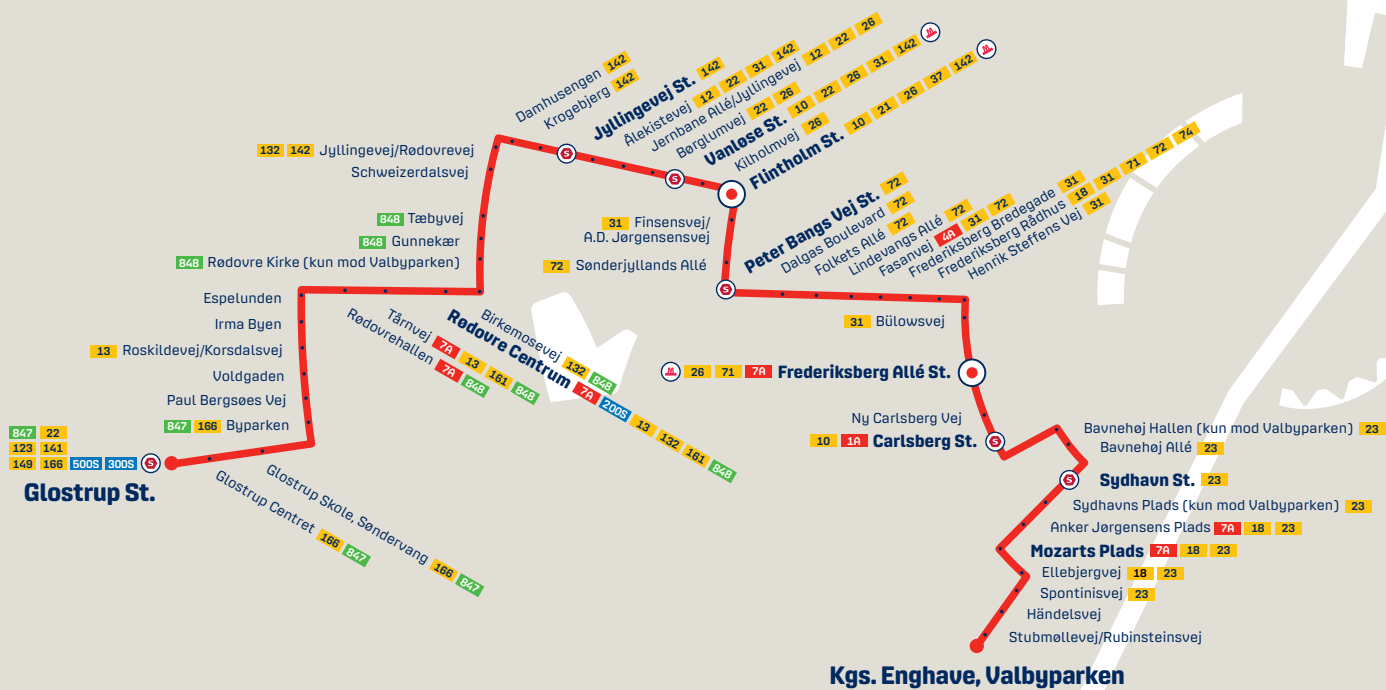 Damhusengen 142
Krogebjerg 142
Jyllingevej St. 142
Ålekistevej 12 22 31 142
Jernbane Allé/Jyllingevej 12 22 26
Børglumvej 22 26
Vanløse St. 10 22 26 31 142
Kilholmvej 26
Flintholm St. 10 21 26 37 142
132 142 Jyllingevej/Rødovrevej
Schweizerdalsvej
848 Tæbyvej
848 Gunnekær
848 Rødovre Kirke (kun mod Valbyparken)
31 Finsensvej/
A.D. Jørgensensvej
72 Sønderjyllands Allé
Peter Bangs Vej St. 72
Dalgas Boulevard 72
Folkets Allé 72
Lindevangs Allé 72
Fasanvej 4A 31 72
Frederiksberg Bredegade 31
Frederiksberg Rådhus 18 31 71 72 74
Henrik Steffens Vej 31
Espelunden
Irma Byen
13 Roskildevej/Korsdalsvej
Voldgaden
Paul Bergsøes Vej
847 166 Byparken
Birkemosevej 132 848
Rødovre Centrum 7A 200S 13 132 161 848
Tårnvej 7A 13 161 848
Rødovrehallen 7A 848
31 Bülowsvej
26 71 7A Frederiksberg Allé St.
Ny Carlsberg Vej
10 1A Carlsberg St.
847 22
123 141
149 166 500S 300S
Glostrup St.
Glostrup Skole, Søndervang 166 847
Glostrup Centret 166 847
Bavnehøj Hallen (kun mod Valbyparken) 23
Bavnehøj Allé 23
Sydhavn St. 23
Sydhavns Plads (kun mod Valbyparken) 23
Anker Jørgensens Plads 7A 18 23
Mozarts Plads 7A 18 23
Ellebjergvej 18 23
Spontinisvej 23
Händelsvej
Stubmøllevej/Rubinsteinsvej
Kgs. Enghave, Valbyparken